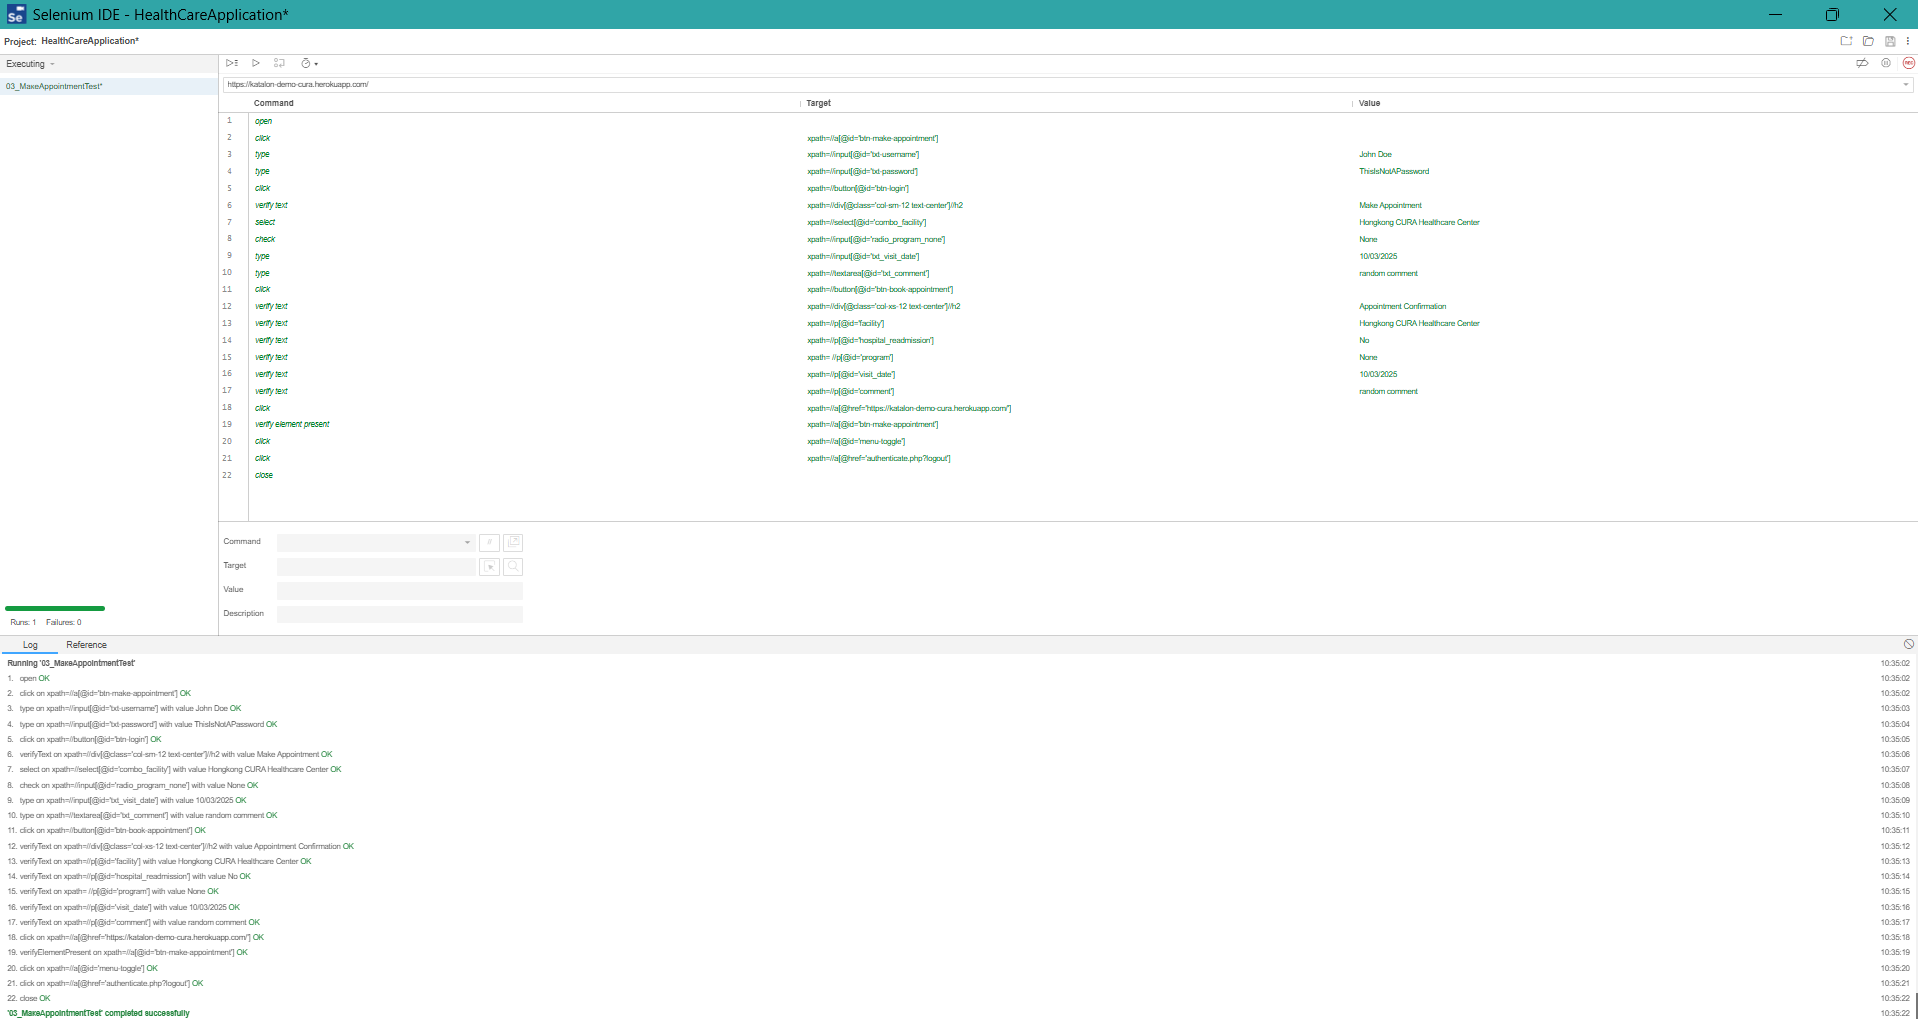 Se Selenium IDE - HealthCareApplication*
Project: HealthCareApplication*
Executing
03_MakeAppointmentTest*
https://katalon-demo-cura.herokuapp.com/
REC
Command Target Value
1 open
2 click xpath=//a[@id='btn-make-appointment']
3 type xpath=//input[@id='txt-username'] John Doe
4 type xpath=//input[@id='txt-password'] ThisIsNotAPassword
5 click xpath=//button[@id='btn-login']
6 verify text xpath=//div[@class='col-sm-12 text-center']//h2 Make Appointment
7 select xpath=//select[@id='combo_facility'] Hongkong CURA Healthcare Center
8 check xpath=//input[@id='radio_program_none'] None
9 type xpath=//input[@id='txt_visit_date'] 10/03/2025
10 type xpath=//textarea[@id='txt_comment'] random comment
11 click xpath=//button[@id='btn-book-appointment']
12 verify text xpath=//div[@class='col-xs-12 text-center']//h2 Appointment Confirmation
13 verify text xpath=//p[@id='facility'] Hongkong CURA Healthcare Center
14 verify text xpath=//p[@id='hospital_readmission'] No
15 verify text xpath= //p[@id='program'] None
16 verify text xpath=//p[@id='visit_date'] 10/03/2025
17 verify text xpath=//p[@id='comment'] random comment
18 click xpath=//a[@href='https://katalon-demo-cura.herokuapp.com/']
19 verify element present xpath=//a[@id='btn-make-appointment']
20 click xpath=//a[@id='menu-toggle']
21 click xpath=//a[@href='authenticate.php?logout']
22 close
Command //
Target
Value
Description
Runs: 1 Failures: 0
Log Reference
Running '03_MakeAppointmentTest' 10:35:02
1. open OK 10:35:02
2. click on xpath=//a[@id='btn-make-appointment'] OK 10:35:02
3. type on xpath=//input[@id='txt-username'] with value John Doe OK 10:35:03
4. type on xpath=//input[@id='txt-password'] with value ThisIsNotAPassword OK 10:35:04
5. click on xpath=//button[@id='btn-login'] OK 10:35:05
6. verifyText on xpath=//div[@class='col-sm-12 text-center']//h2 with value Make Appointment OK 10:35:06
7. select on xpath=//select[@id='combo_facility'] with value Hongkong CURA Healthcare Center OK 10:35:07
8. check on xpath=//input[@id='radio_program_none'] with value None OK 10:35:08
9. type on xpath=//input[@id='txt_visit_date'] with value 10/03/2025 OK 10:35:09
10. type on xpath=//textarea[@id='txt_comment'] with value random comment OK 10:35:10
11. click on xpath=//button[@id='btn-book-appointment'] OK 10:35:11
12. verifyText on xpath=//div[@class='col-xs-12 text-center']//h2 with value Appointment Confirmation OK 10:35:12
13. verifyText on xpath=//p[@id='facility'] with value Hongkong CURA Healthcare Center OK 10:35:13
14. verifyText on xpath=//p[@id='hospital_readmission'] with value No OK 10:35:14
15. verifyText on xpath= //p[@id='program'] with value None OK 10:35:15
16. verifyText on xpath=//p[@id='visit_date'] with value 10/03/2025 OK 10:35:16
17. verifyText on xpath=//p[@id='comment'] with value random comment OK 10:35:17
18. click on xpath=//a[@href='https://katalon-demo-cura.herokuapp.com/'] OK 10:35:18
19. verifyElementPresent on xpath=//a[@id='btn-make-appointment'] OK 10:35:19
20. click on xpath=//a[@id='menu-toggle'] OK 10:35:20
21. click on xpath=//a[@href='authenticate.php?logout'] OK 10:35:21
22. close OK 10:35:22
'03_MakeAppointmentTest' completed successfully 10:35:22